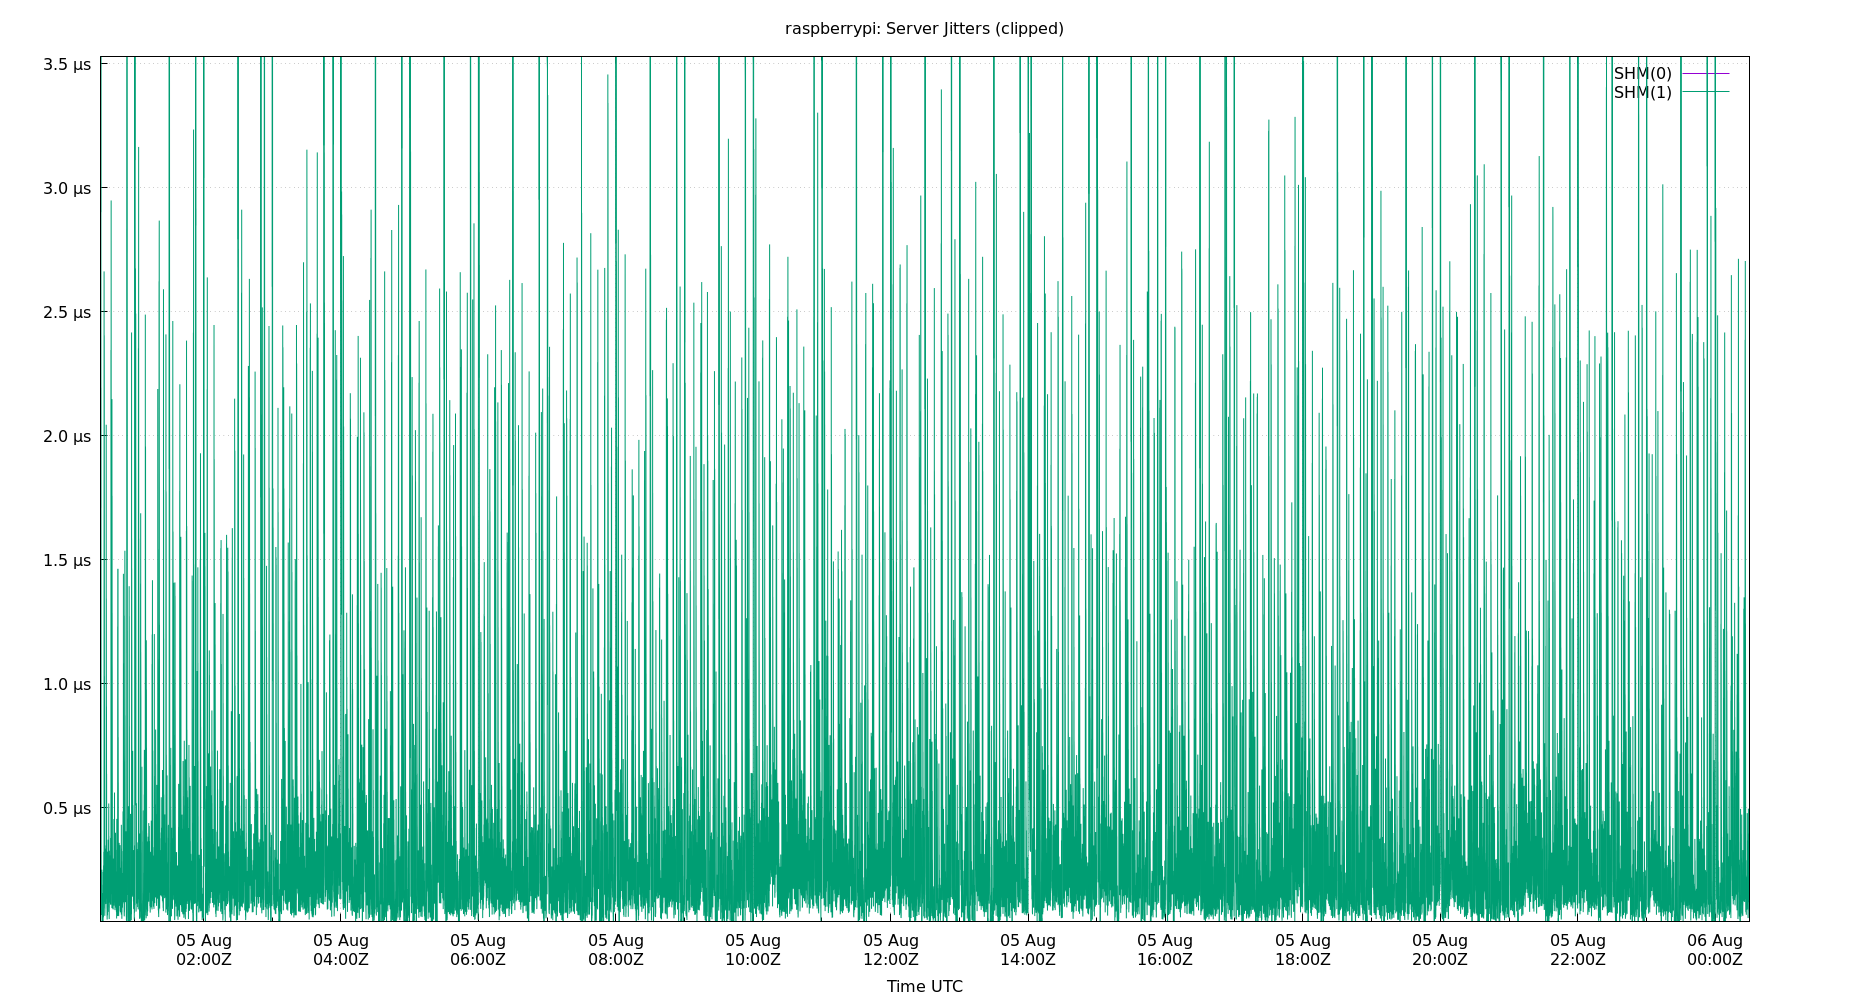 raspberrypi: Server Jitters (clipped)
3.5 µs
3.0 µs
2.5 µs
2.0 µs
1.5 µs
1.0 µs
0.5 µs
SHM(0)
SHM(1)
05 Aug 05 Aug 05 Aug 05 Aug 05 Aug 05 Aug 05 Aug 05 Aug 05 Aug 05 Aug 05 Aug 06 Aug
02:00Z 04:00Z 06:00Z 08:00Z 10:00Z 12:00Z 14:00Z 16:00Z 18:00Z 20:00Z 22:00Z 00:00Z
Time UTC